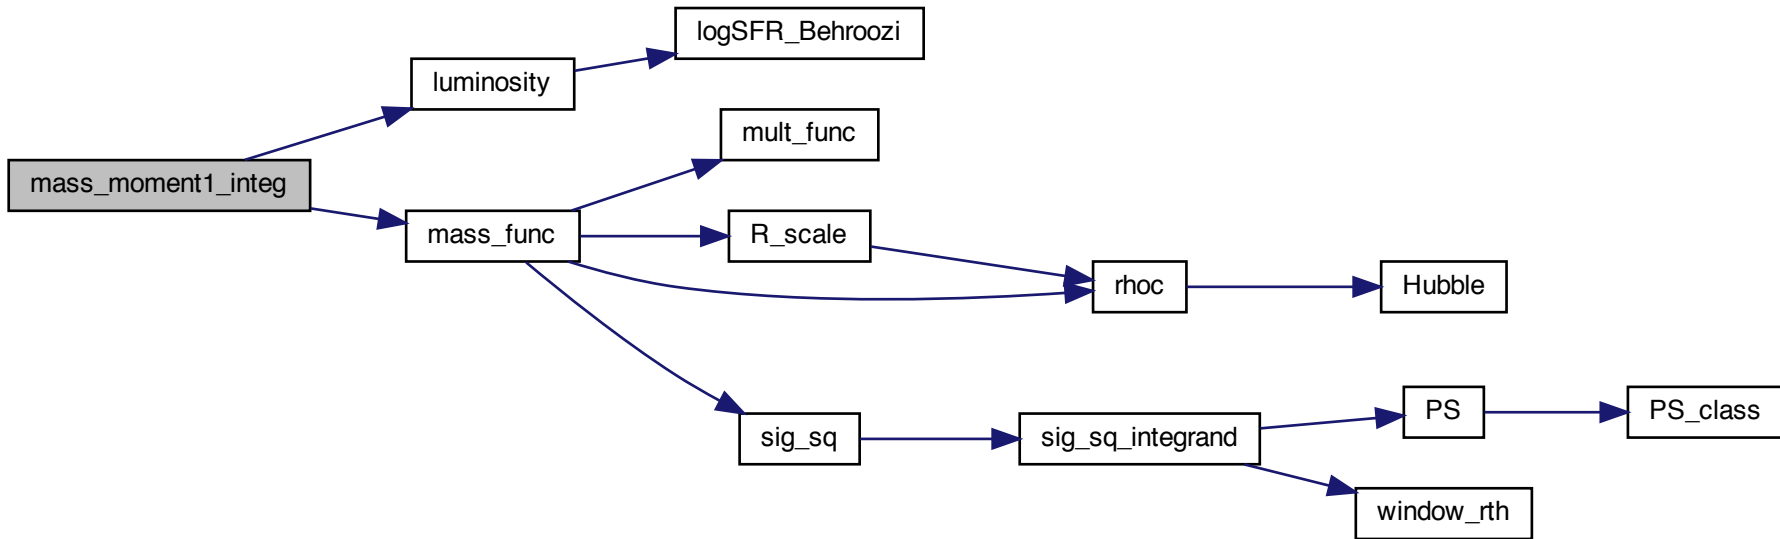 logSFR_Behroozi
luminosity
mult_func
mass_moment1_integ
mass_func
R_scale
rhoc
Hubble
sig_sq
sig_sq_integrand
PS
PS_class
window_rth